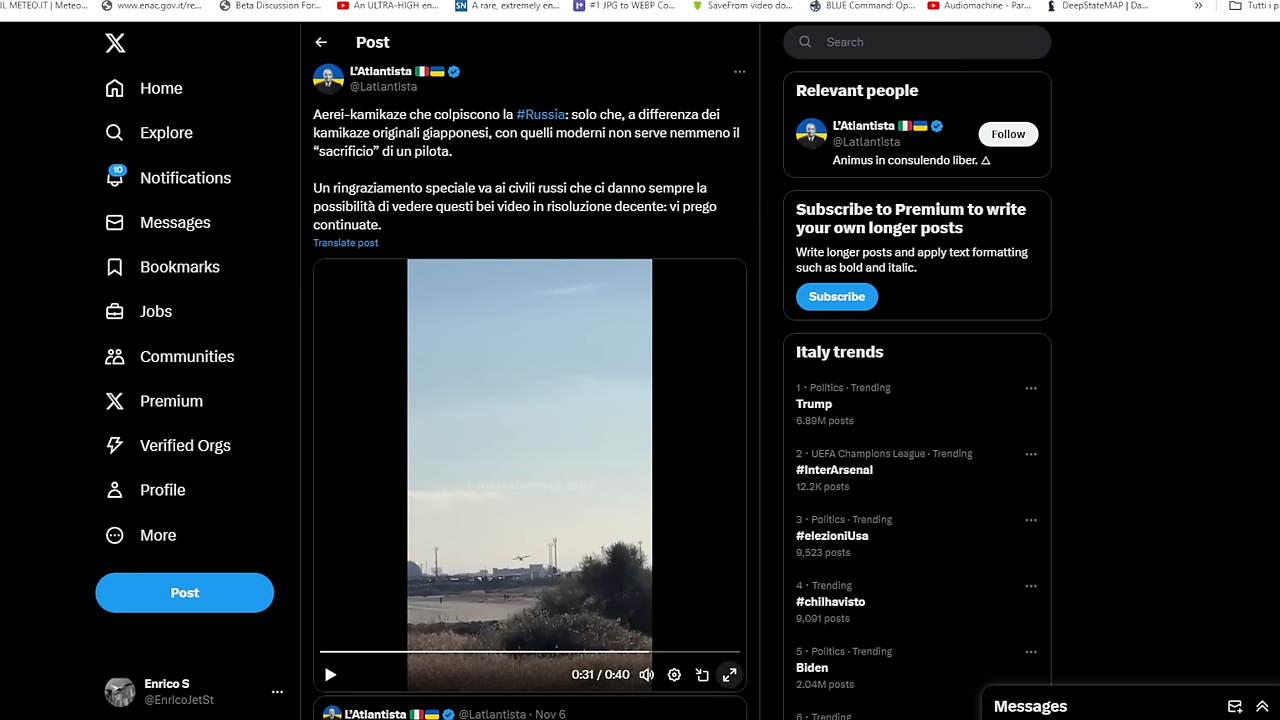 IL METEO.IT | Meteo...
www.enac.gov.it/re...
Beta Discussion For...
An ULTRA-HIGH en...
A rare, extremely en...
#1 JPG to WEBP Co...
SaveFrom video do...
BLUE Command: Op...
Audiomachine - Par...
DeepStateMAP | Da...
Tutti i p
Home
Explore
10
Notifications
Messages
Bookmarks
Jobs
Communities
Premium
Verified Orgs
Profile
More
Post
Enrico S
@EnricoJetSt
Post
L'Atlantista
@Latlantista
Aerei-kamikaze che colpiscono la #Russia: solo che, a differenza dei
kamikaze originali giapponesi, con quelli moderni non serve nemmeno il
“sacrificio” di un pilota.
Un ringraziamento speciale va ai civili russi che ci danno sempre la
possibilità di vedere questi bei video in risoluzione decente: vi prego
continuate.
Translate post
0:31 / 0:40
L'Atlantista @Latlantista · Nov 6
Search
Relevant people
L'Atlantista
@Latlantista
Follow
Animus in consulendo liber.
Subscribe to Premium to write
your own longer posts
Write longer posts and apply text formatting
such as bold and italic.
Subscribe
Italy trends
1 · Politics · Trending
Trump
6.89M posts
2 · UEFA Champions League · Trending
#InterArsenal
12.2K posts
3 · Politics · Trending
#elezioniUsa
9,523 posts
4 · Trending
#chilhavisto
9,091 posts
5 · Politics · Trending
Biden
2.04M posts
6 · Trending
Messages